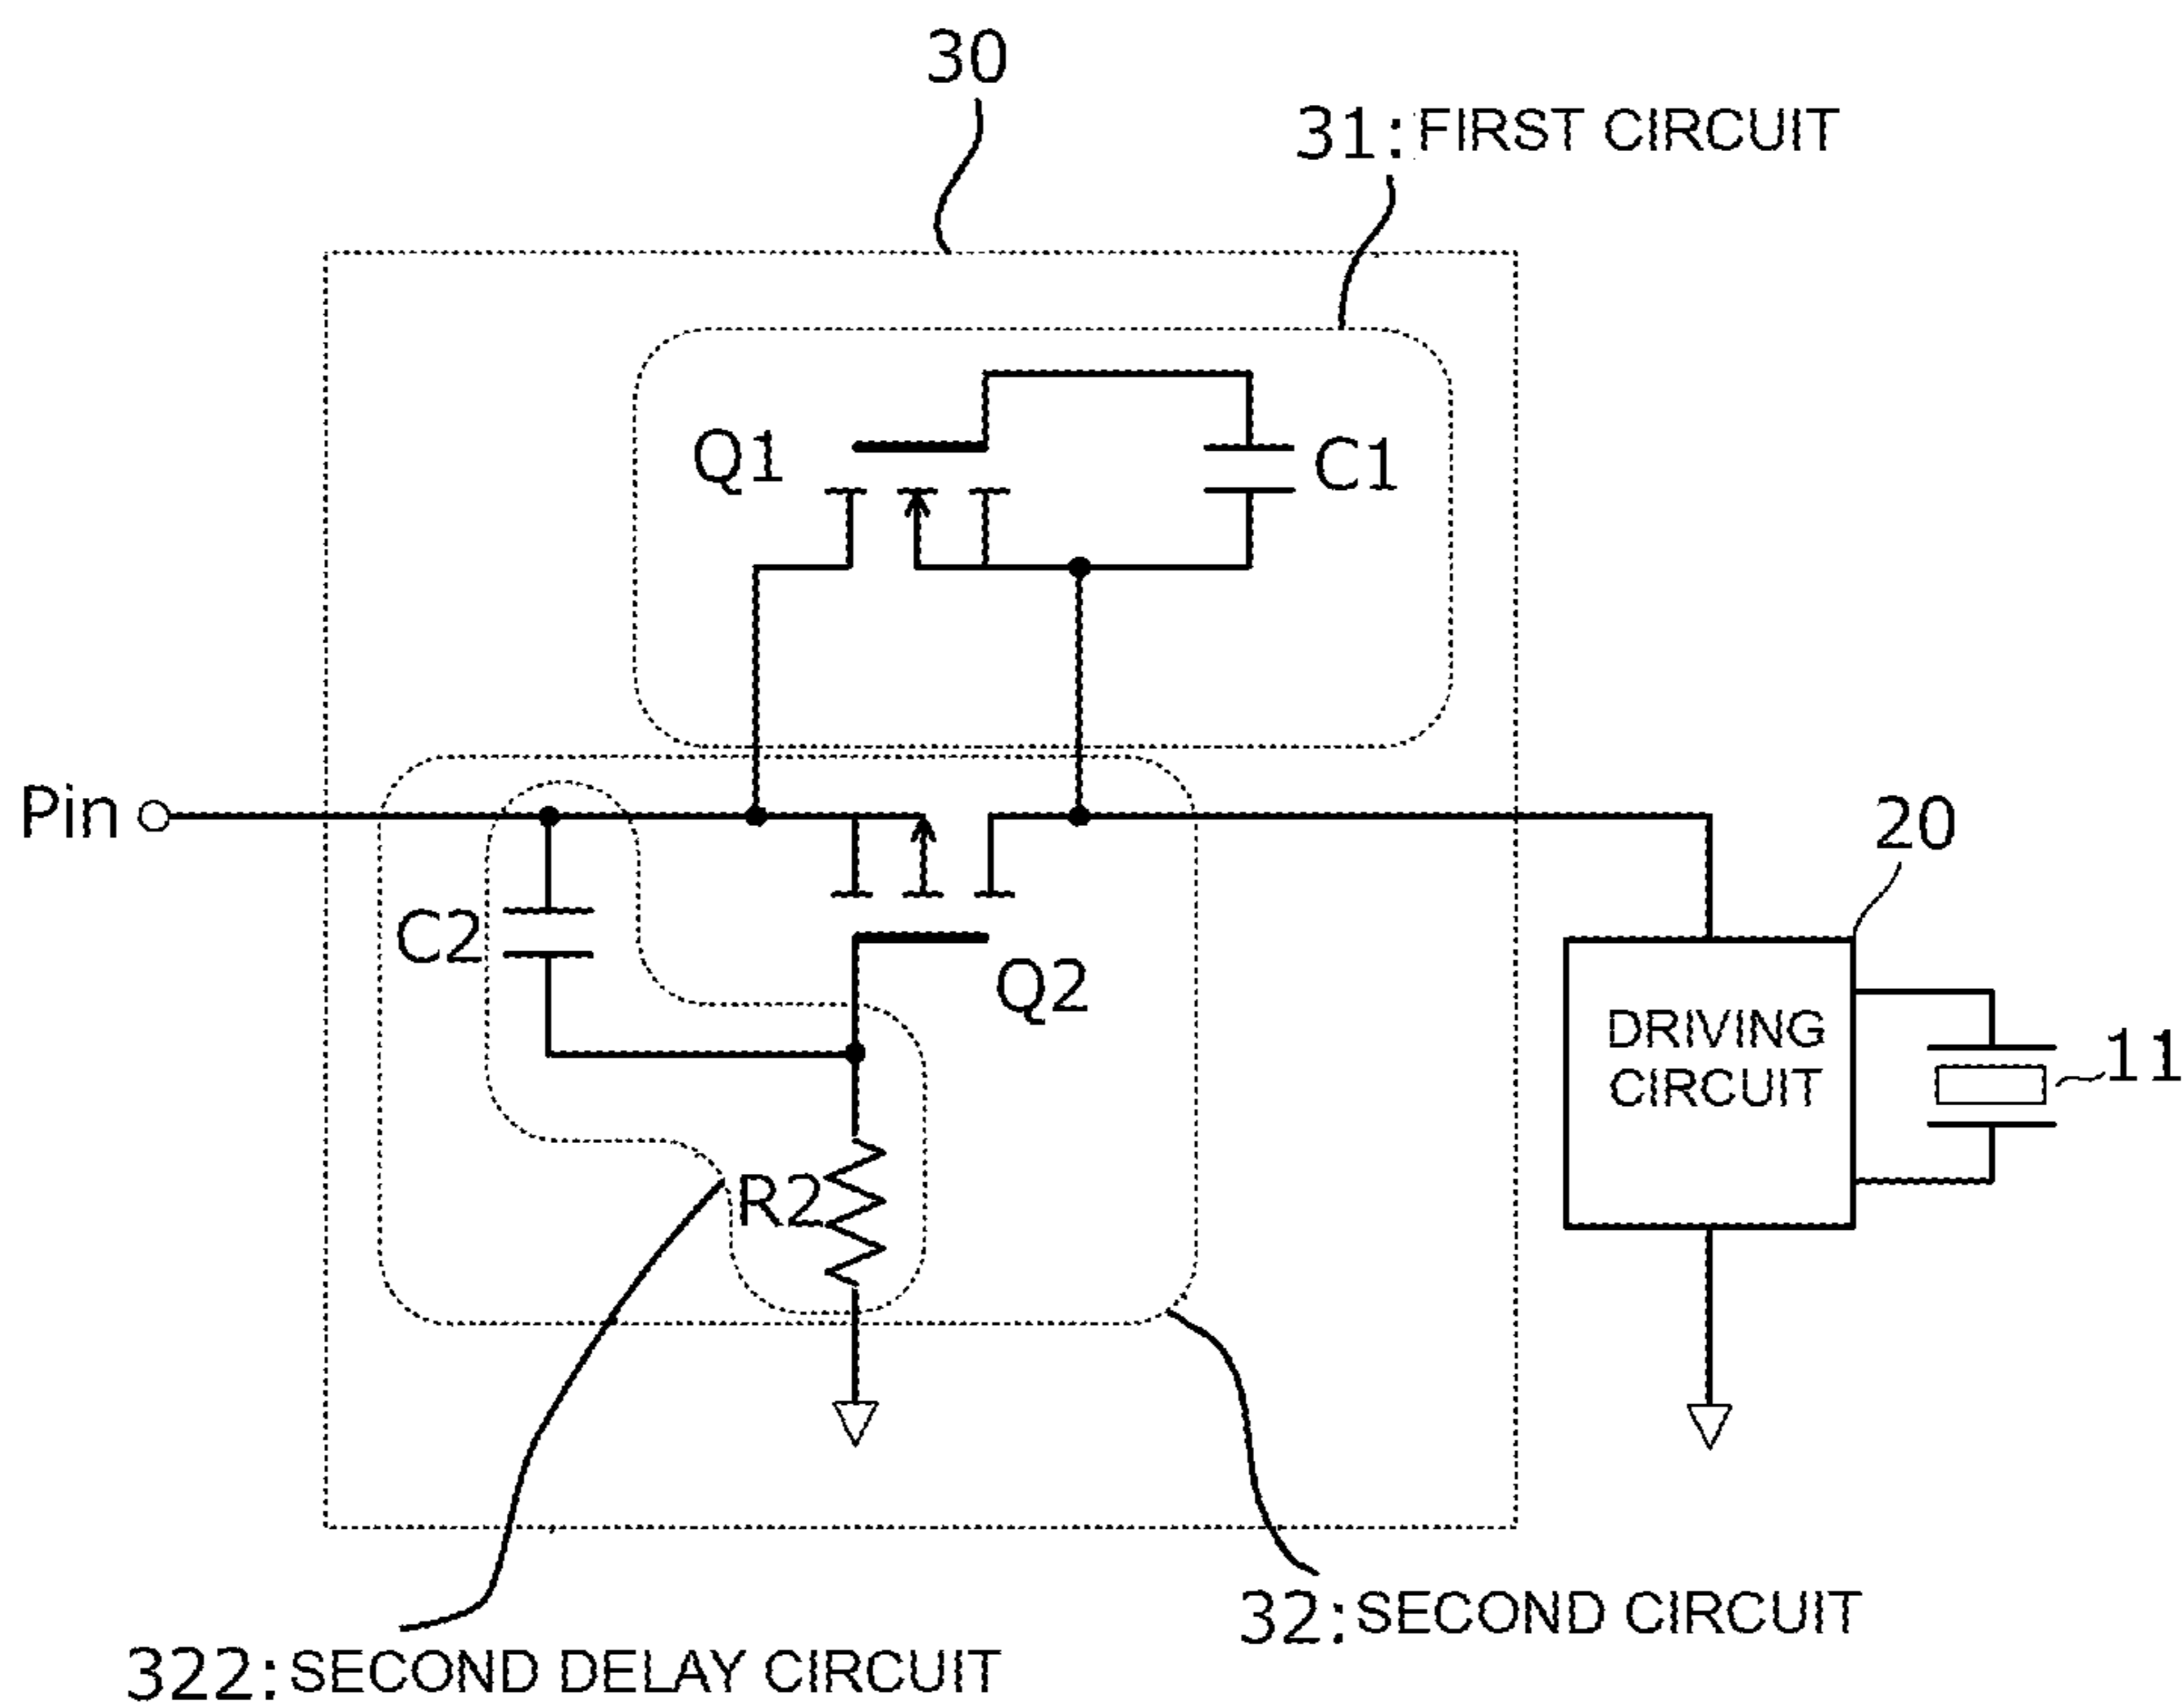 30
31: FIRST CIRCUIT
Q1
C1
Pin
20
C2
Q2
DRIVING
CIRCUIT
11
R2
32: SECOND CIRCUIT
322: SECOND DELAY CIRCUIT